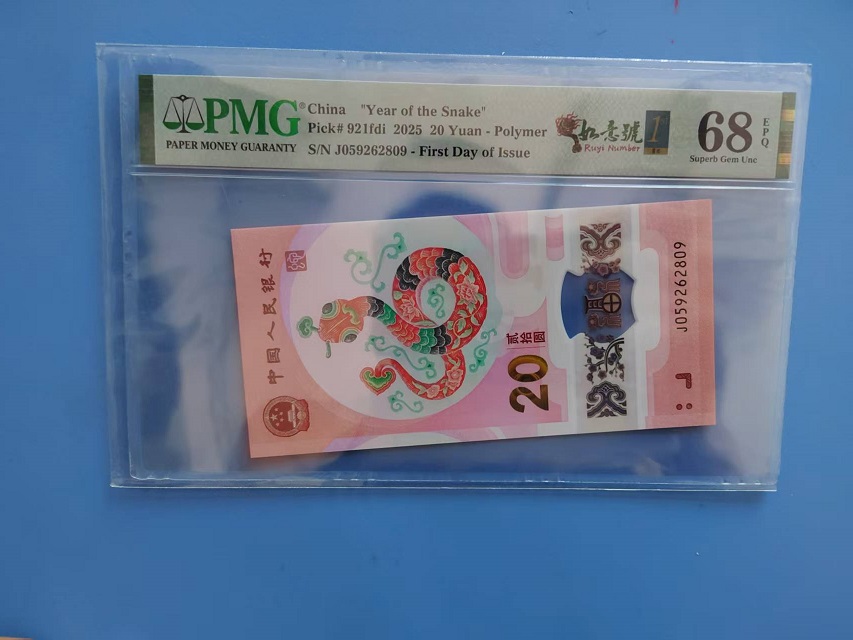 PMG®
PAPER MONEY GUARANTY
China "Year of the Snake"
Pick# 921fdi 2025 20 Yuan - Polymer
S/N J059262809 - First Day of Issue
如意號
Ruyi Number
1
68
EPQ
Superb Gem Unc
中国人民银行
贰拾圆
20
J059262809